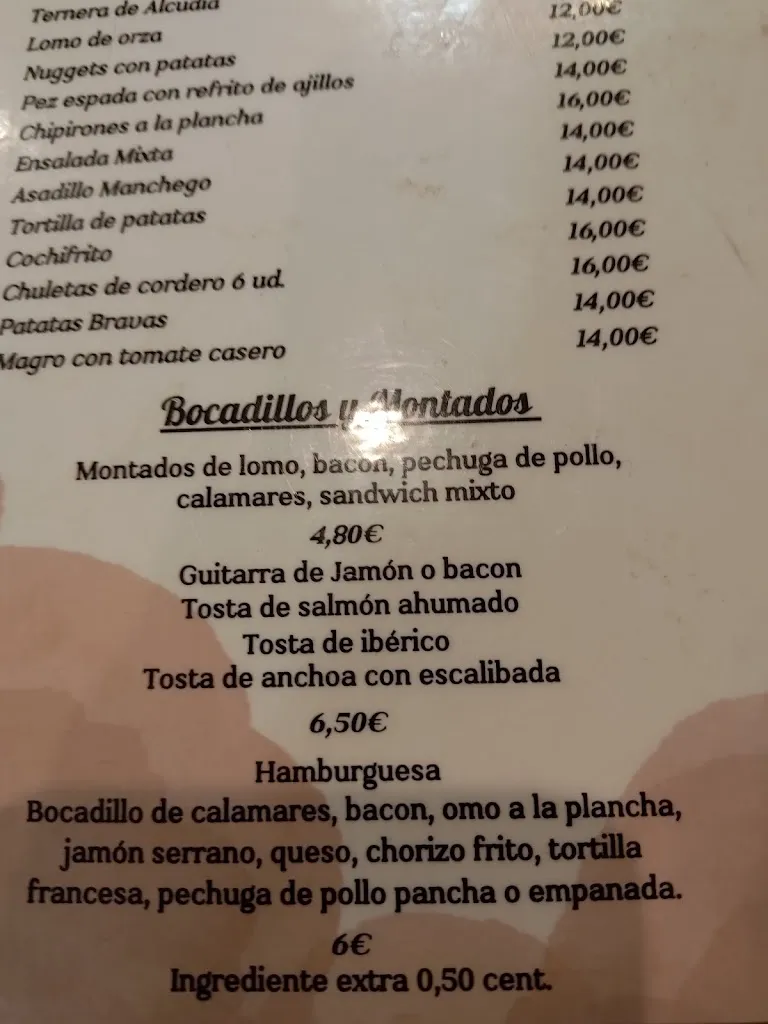 Ternera de Alcudia
Lomo de orza 12,00€
Nuggets con patatas 12,00€
Pez espada con refrito de ajillos 14,00€
Chipirones a la plancha 16,00€
Ensalada Mixta 14,00€
Asadillo Manchego 14,00€
Tortilla de patatas 14,00€
Cochifrito 16,00€
Chuletas de cordero 6 ud. 16,00€
Patatas Bravas 14,00€
Magro con tomate casero 14,00€
Bocadillos y Montados
Montados de lomo, bacon, pechuga de pollo,
calamares, sandwich mixto
4,80€
Guitarra de Jamón o bacon
Tosta de salmón ahumado
Tosta de ibérico
Tosta de anchoa con escalibada
6,50€
Hamburguesa
Bocadillo de calamares, bacon, omo a la plancha,
jamón serrano, queso, chorizo frito, tortilla
francesa, pechuga de pollo pancha o empanada.
6€
Ingrediente extra 0,50 cent.